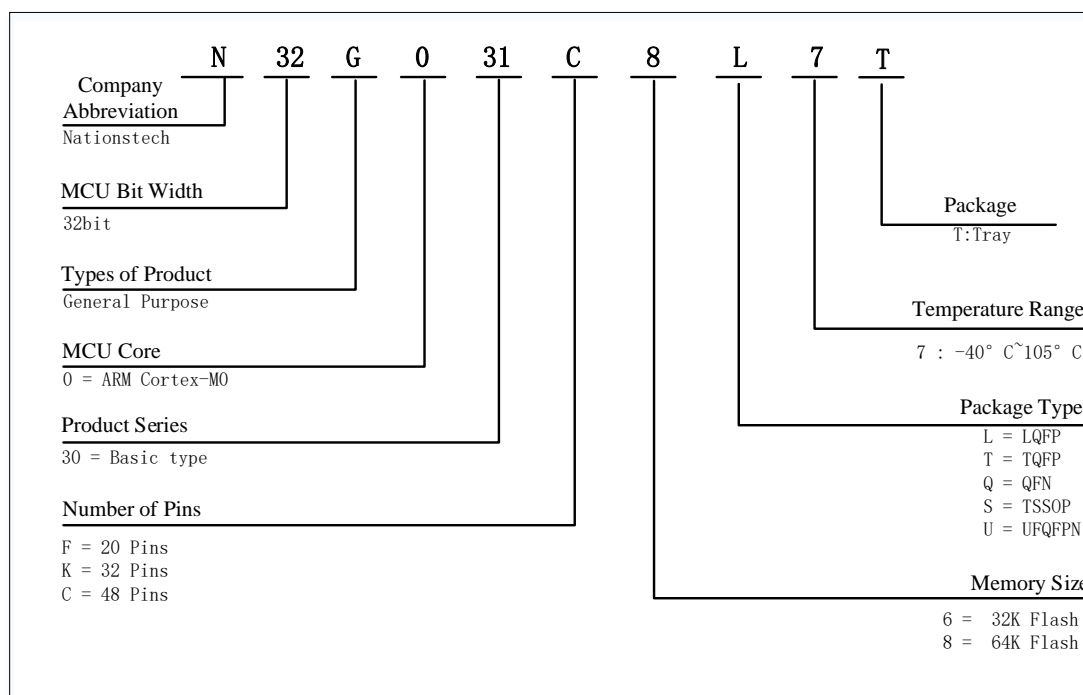 N 32 G 0 31 C 8 L 7 T
Company
Abbreviation
Nationstech
MCU Bit Width
32bit
Types of Product
General Purpose
MCU Core
0 = ARM Cortex-M0
Product Series
30 = Basic type
Number of Pins
F = 20 Pins
K = 32 Pins
C = 48 Pins
Package
T:Tray
Temperature Range
7 : -40° C~105° C
Package Type
L = LQFP
T = TQFP
Q = QFN
S = TSSOP
U = UFQFPN
Memory Size
6 = 32K Flash
8 = 64K Flash